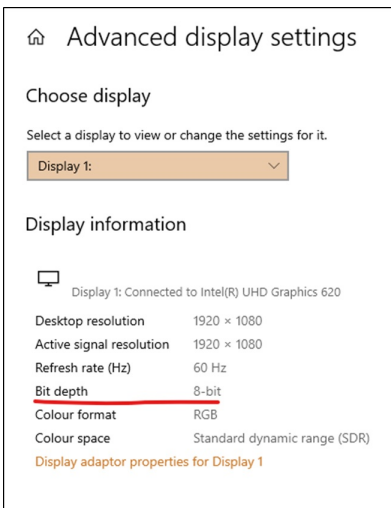 Advanced display settings
Choose display
Select a display to view or change the settings for it.
Display 1:
Display information
Display 1: Connected to Intel(R) UHD Graphics 620
Desktop resolution 1920 × 1080
Active signal resolution 1920 × 1080
Refresh rate (Hz) 60 Hz
Bit depth 8-bit
Colour format RGB
Colour space Standard dynamic range (SDR)
Display adaptor properties for Display 1